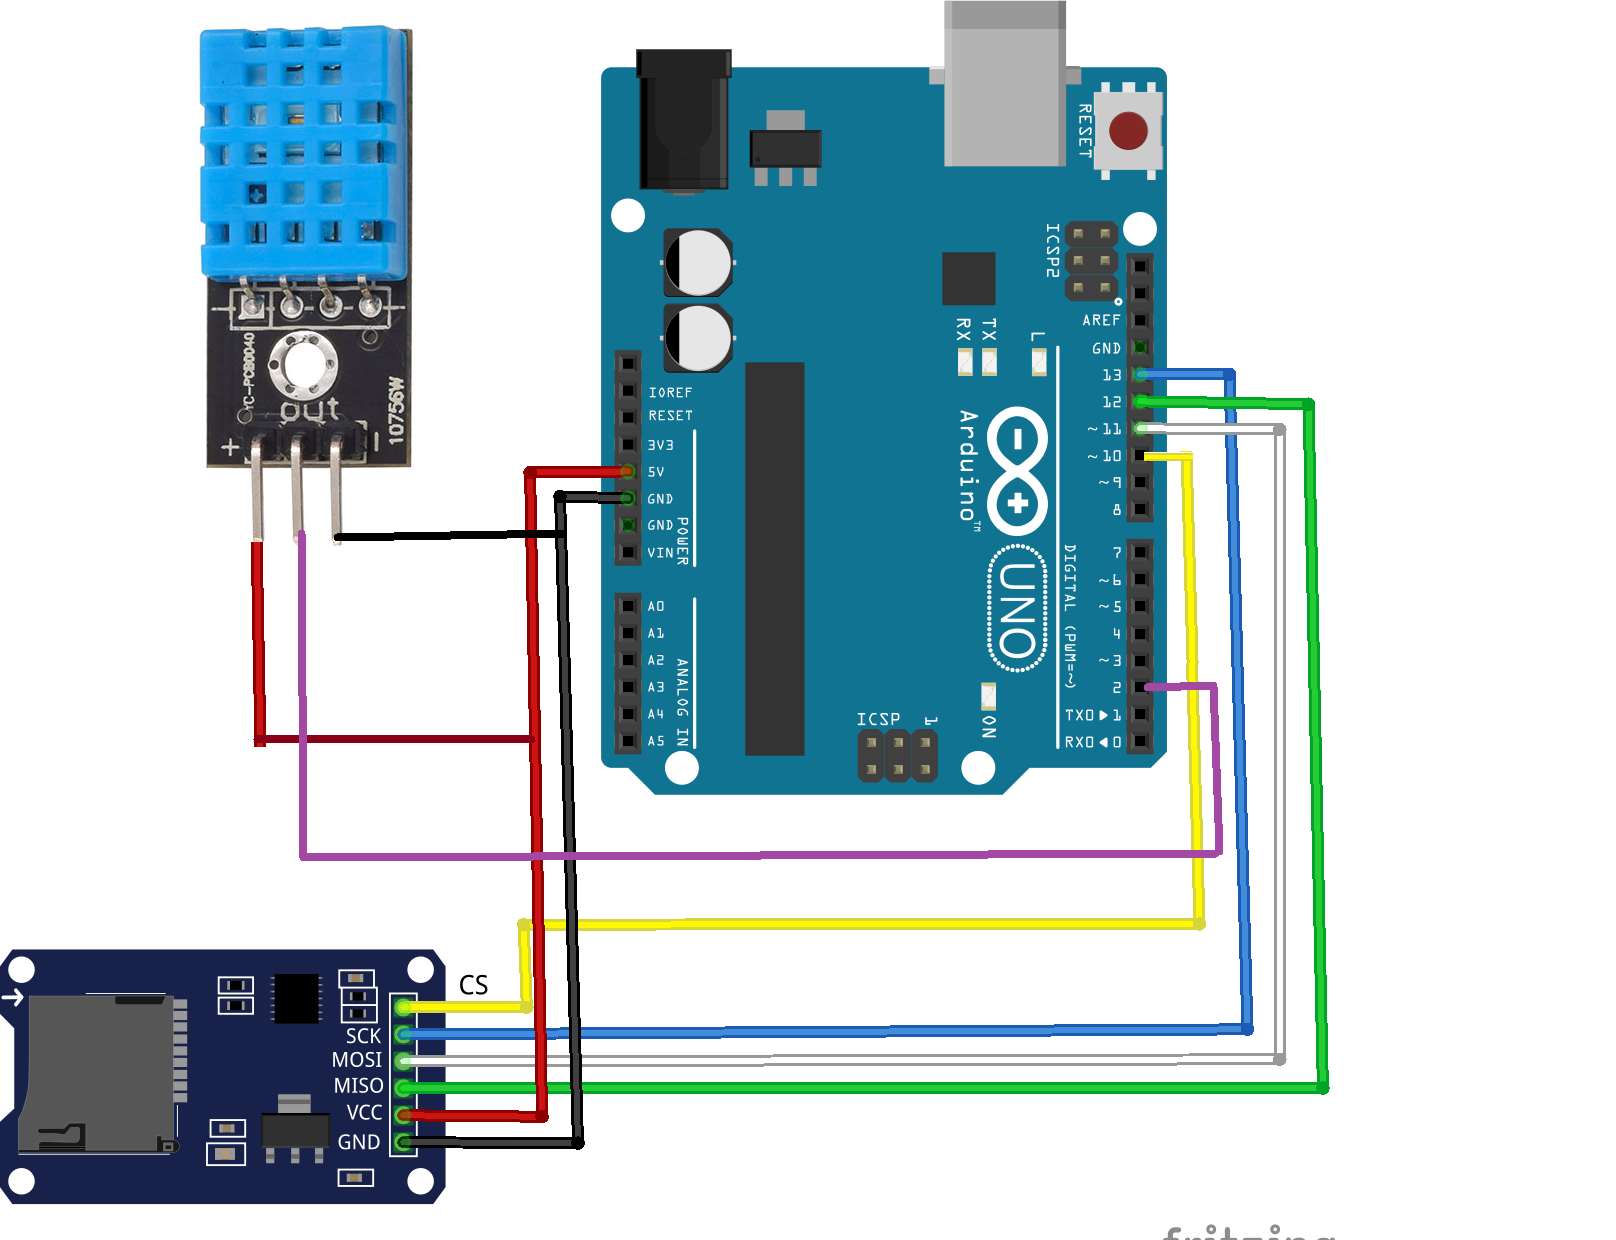 YC-PCB0040
out
+
-
10756W
RESET
ICSP2
RX
TX
L
AREF
GND
13
12
~11
~10
~9
8
7
~6
~5
4
~3
2
TX0▶1
RX0◀0
DIGITAL (PWM=~)
IOREF
RESET
3V3
5V
GND
GND
VIN
POWER
A0
A1
A2
A3
A4
A5
ANALOG IN
Arduino™
UNO
ICSP
1
ON
CS
SCK
MOSI
MISO
VCC
GND
fritzing